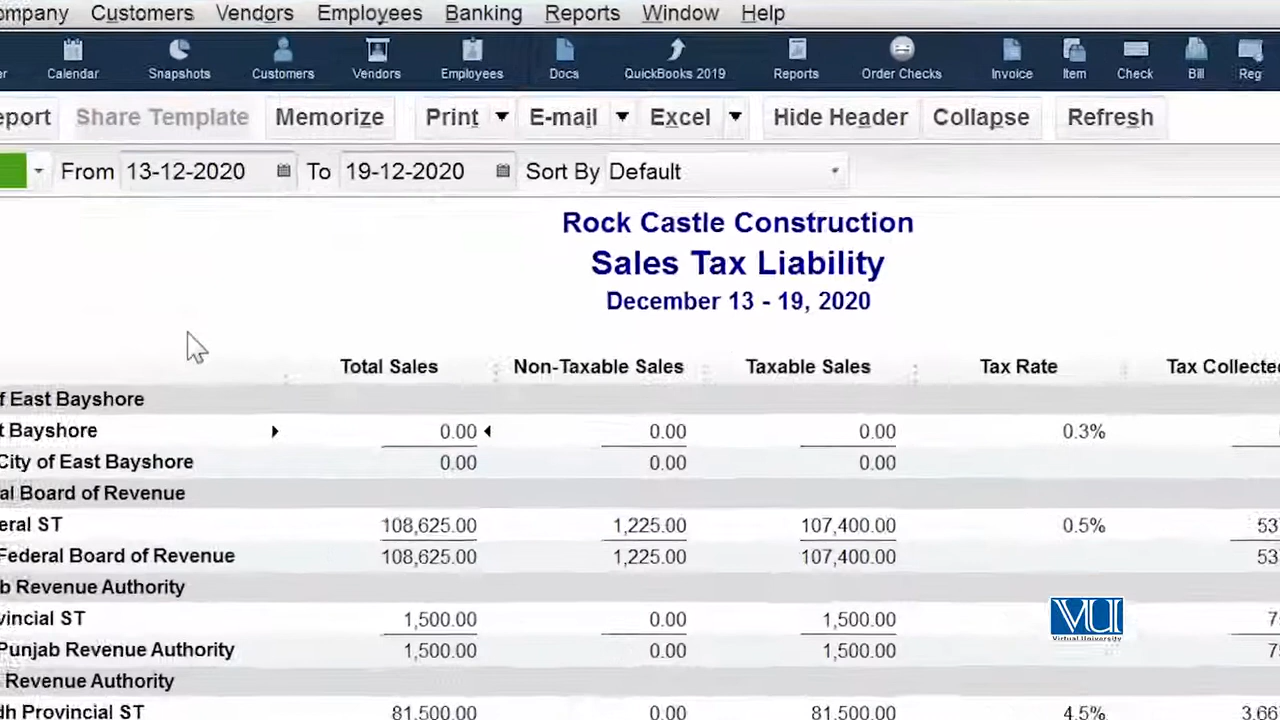 ompany Customers Vendors Employees Banking Reports Window Help
er Calendar Snapshots Customers Vendors Employees Docs QuickBooks 2019 Reports Order Checks Invoice Item Check Bill Reg
eport Share Template Memorize Print E-mail Excel Hide Header Collapse Refresh
From 13-12-2020 To 19-12-2020 Sort By Default
Rock Castle Construction
Sales Tax Liability
December 13 - 19, 2020
Total Sales Non-Taxable Sales Taxable Sales Tax Rate Tax Collected
f East Bayshore
t Bayshore 0.00 0.00 0.00 0.3%
City of East Bayshore 0.00 0.00 0.00
al Board of Revenue
eral ST 108,625.00 1,225.00 107,400.00 0.5% 53
Federal Board of Revenue 108,625.00 1,225.00 107,400.00 53
b Revenue Authority
vincial ST 1,500.00 0.00 1,500.00 7
Punjab Revenue Authority 1,500.00 0.00 1,500.00 7
Revenue Authority
dh Provincial ST 81,500.00 0.00 81,500.00 4.5% 3,66
VU
Virtual University